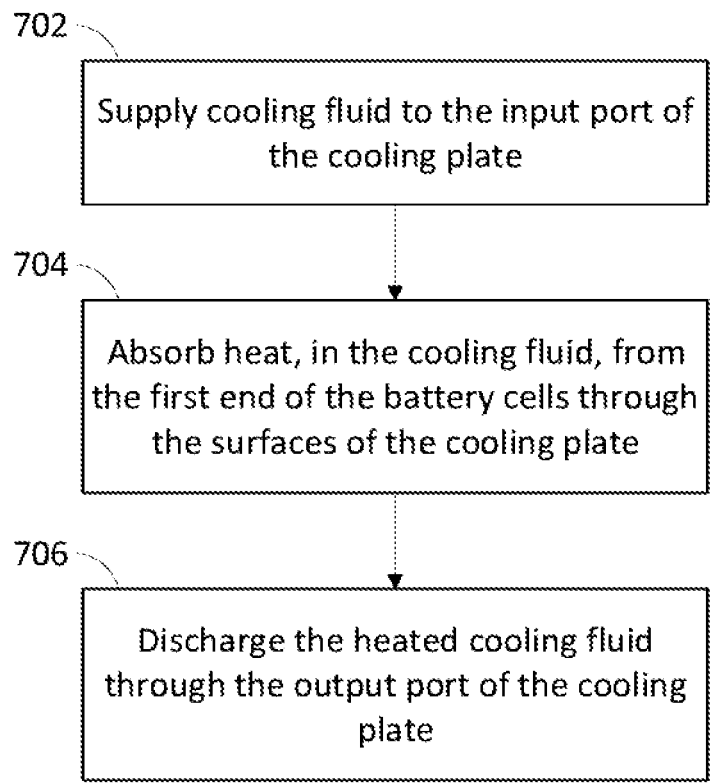 702
Supply cooling fluid to the input port of
the cooling plate
704
Absorb heat, in the cooling fluid, from
the first end of the battery cells through
the surfaces of the cooling plate
706
Discharge the heated cooling fluid
through the output port of the cooling
plate